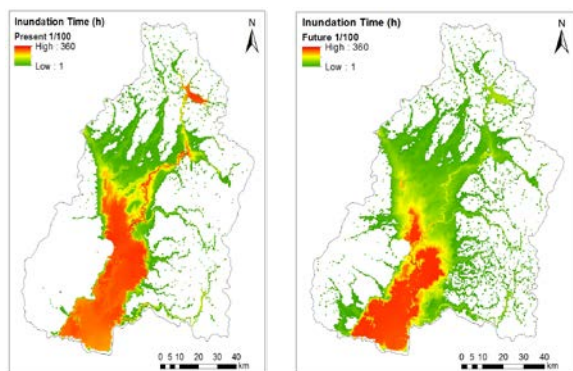 Inundation Time (h)
Present 1/100
High : 360
Low : 1
N
0 5 10 20 30 40
km
Inundation Time (h)
Future 1/100
High : 360
Low : 1
N
0 5 10 20 30 40
km